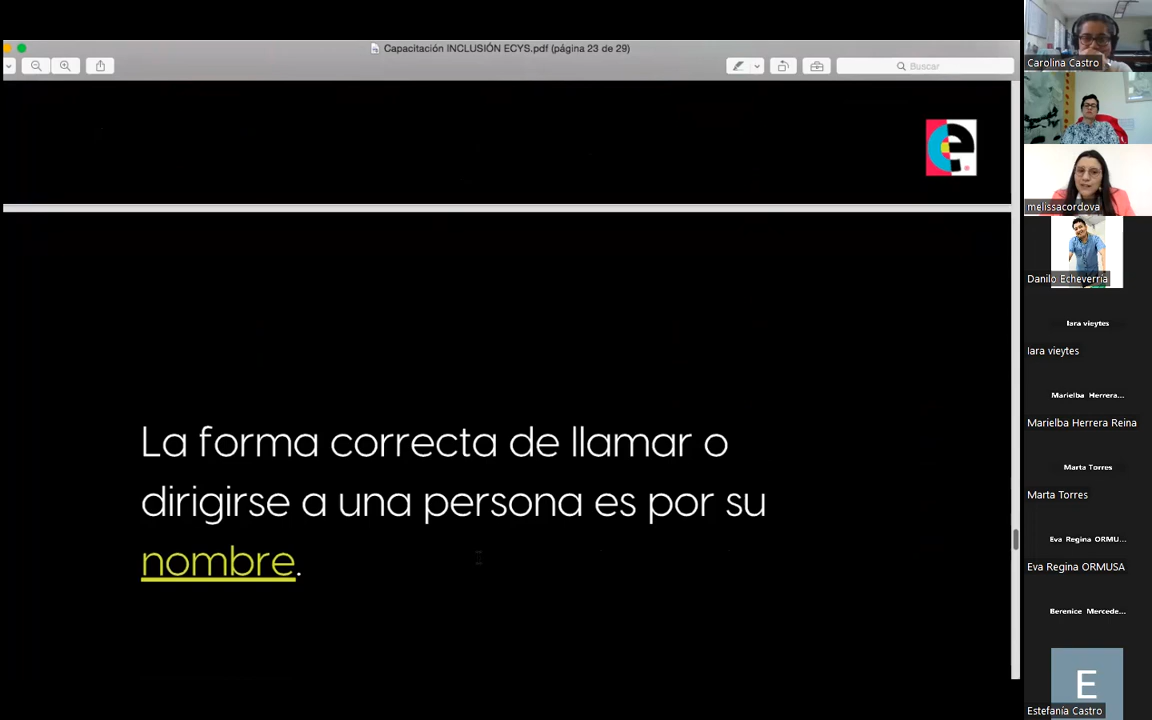 Capacitación INCLUSIÓN ECYS.pdf (página 23 de 29)
Buscar
La forma correcta de llamar o
dirigirse a una persona es por su
nombre.
Carolina Castro
melissacordova
Danilo Echeverría
Iara vieytes
Iara vieytes
Marielba Herrera...
Marielba Herrera Reina
Marta Torres
Marta Torres
Eva Regina ORMU...
Eva Regina ORMUSA
Berenice Mercede...
E
Estefanía Castro